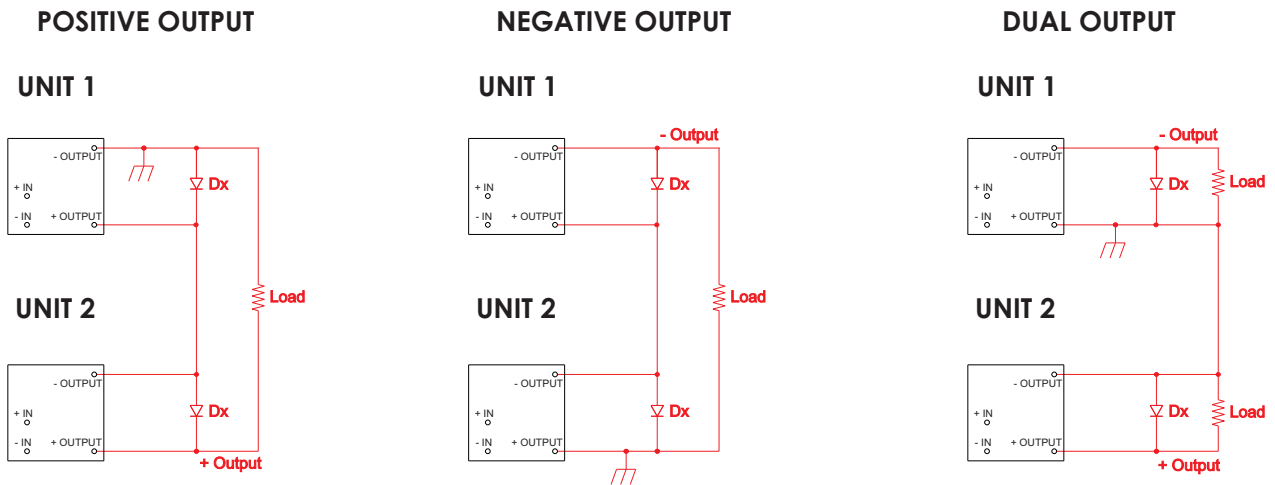 POSITIVE OUTPUT
UNIT 1
- OUTPUT
+ IN
- IN
+ OUTPUT
Dx
Load
UNIT 2
- OUTPUT
+ IN
- IN
+ OUTPUT
Dx
+ Output
NEGATIVE OUTPUT
UNIT 1
- Output
- OUTPUT
+ IN
- IN
+ OUTPUT
Dx
Load
UNIT 2
- OUTPUT
+ IN
- IN
+ OUTPUT
Dx
DUAL OUTPUT
UNIT 1
- Output
- OUTPUT
+ IN
- IN
+ OUTPUT
Dx
Load
UNIT 2
- OUTPUT
+ IN
- IN
+ OUTPUT
Dx
Load
+ Output